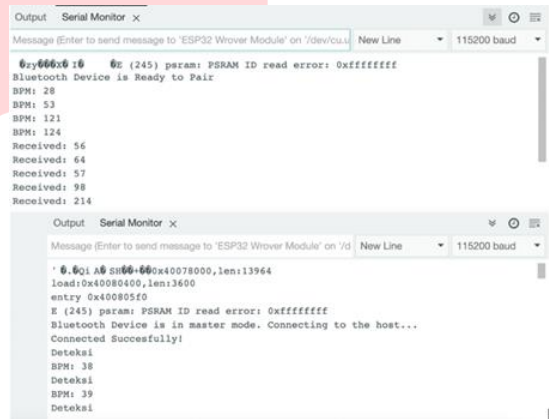 Output Serial Monitor ×
Message (Enter to send message to 'ESP32 Wrover Module' on '/dev/cu.u New Line 115200 baud
E (245) psram: PSRAM ID read error: 0xffffffff
Bluetooth Device is Ready to Pair
BPM: 28
BPM: 53
BPM: 121
BPM: 124
Received: 56
Received: 64
Received: 57
Received: 98
Received: 214
Output Serial Monitor ×
Message (Enter to send message to 'ESP32 Wrover Module' on '/d New Line 115200 baud
0x40078000,len:13964
load:0x40080400,len:3600
entry 0x400805f0
E (245) psram: PSRAM ID read error: 0xffffffff
Bluetooth Device is in master mode. Connecting to the host...
Connected Succesfully!
Deteksi
BPM: 38
Deteksi
BPM: 39
Deteksi